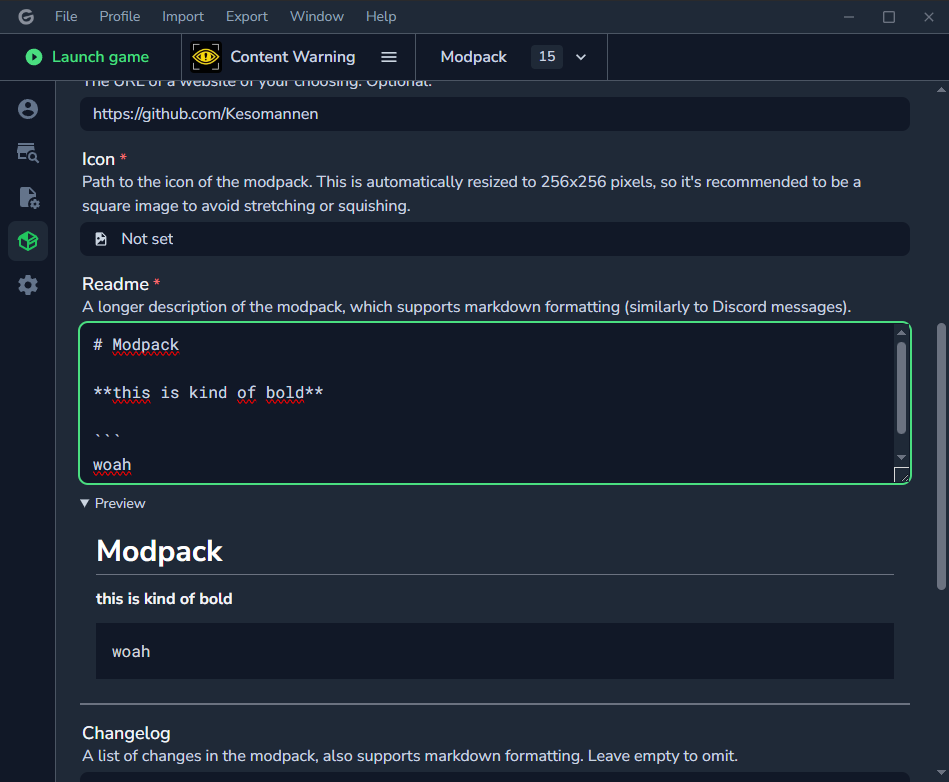 File Profile Import Export Window Help
Launch game Content Warning Modpack 15
The URL of a website of your choosing. Optional.
https://github.com/Kesomannen
Icon *
Path to the icon of the modpack. This is automatically resized to 256x256 pixels, so it's recommended to be a
square image to avoid stretching or squishing.
Not set
Readme *
A longer description of the modpack, which supports markdown formatting (similarly to Discord messages).
# Modpack
**this is kind of bold**
```
woah
Preview
Modpack
this is kind of bold
woah
Changelog
A list of changes in the modpack, also supports markdown formatting. Leave empty to omit.